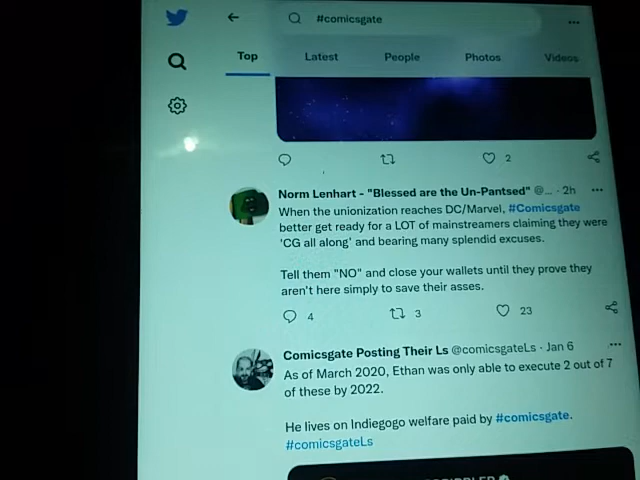 #comicsgate
Top Latest People Photos Videos
2
Norm Lenhart - "Blessed are the Un-Pantsed" @... · 2h
When the unionization reaches DC/Marvel, #Comicsgate
better get ready for a LOT of mainstreamers claiming they were
'CG all along' and bearing many splendid excuses.
Tell them "NO" and close your wallets until they prove they
aren't here simply to save their asses.
4 3 23
Comicsgate Posting Their Ls @comicsgateLs · Jan 6
As of March 2020, Ethan was only able to execute 2 out of 7
of these by 2022.
He lives on Indiegogo welfare paid by #comicsgate.
#comicsgateLs